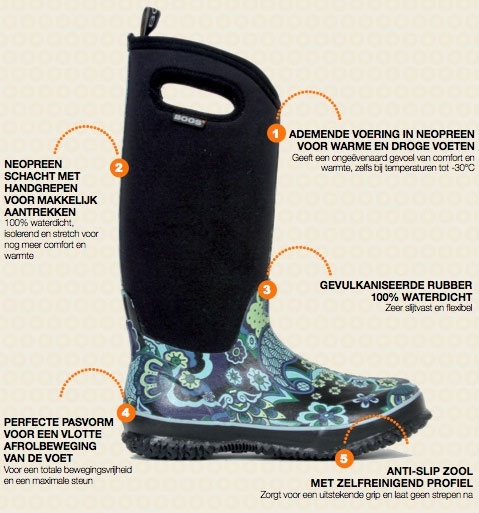 BOGS
1
ADEMENDE VOERING IN NEOPREEN
VOOR WARME EN DROGE VOETEN
Geeft een ongeëvenaard gevoel van comfort en
warmte, zelfs bij temperaturen tot -30°C
2
NEOPREEN
SCHACHT MET
HANDGREPEN
VOOR MAKKELIJK
AANTREKKEN
100% waterdicht,
isolerend en stretch voor
nog meer comfort en
warmte
3
GEVULKANISEERDE RUBBER
100% WATERDICHT
Zeer slijtvast en flexibel
4
PERFECTE PASVORM
VOOR EEN VLOTTE
AFROLBEWEGING
VAN DE VOET
Voor een totale bewegingsvrijheid
en een maximale steun
5
ANTI-SLIP ZOOL
MET ZELFREINIGEND PROFIEL
Zorgt voor een uitstekende grip en laat geen strepen na